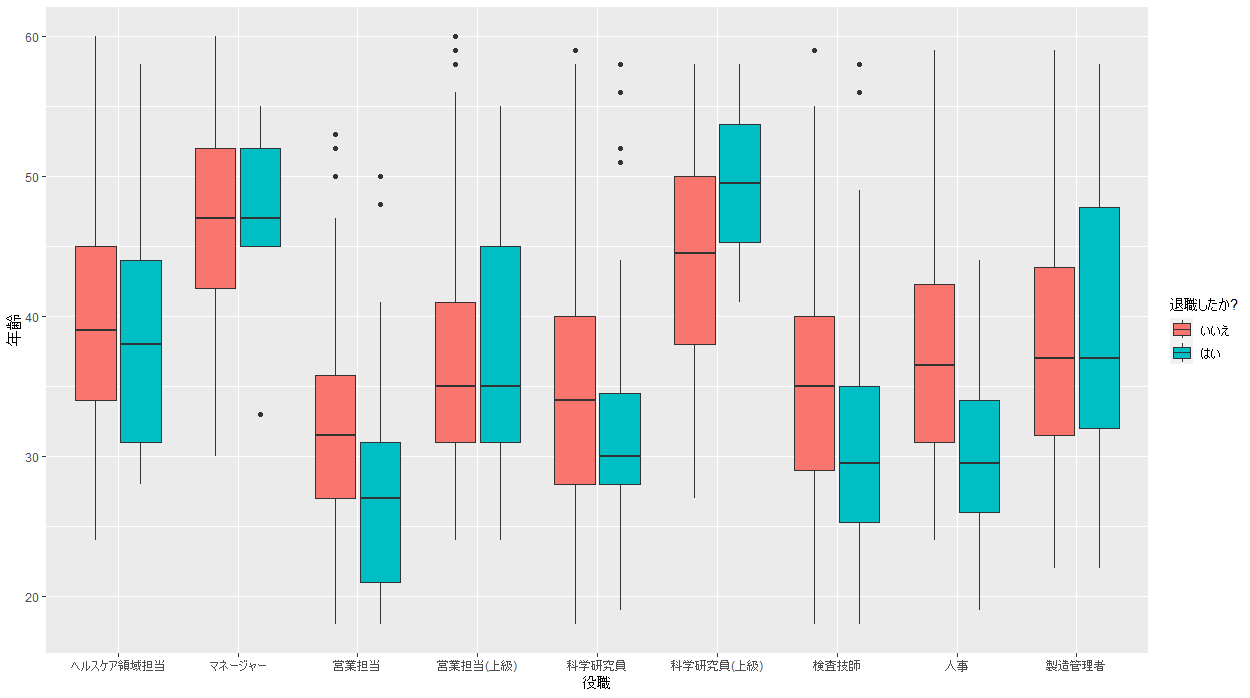 60
50
40
30
20
年齢
ヘルスケア領域担当 マネージャー 営業担当 営業担当(上級) 科学研究員 科学研究員(上級) 検査技師 人事 製造管理者
役職
退職したか?
いいえ
はい